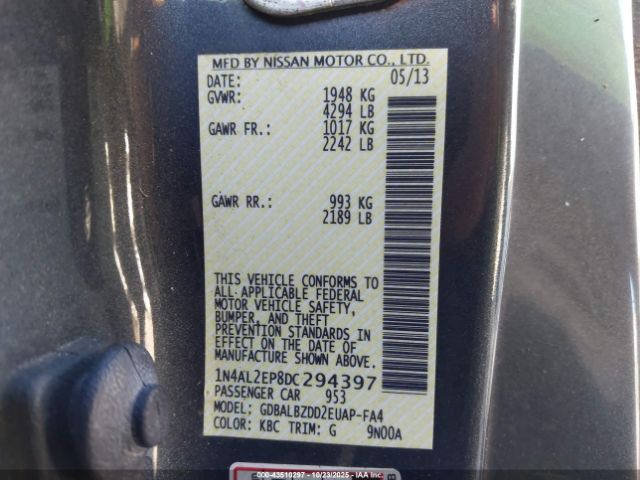 MFD BY NISSAN MOTOR CO., LTD.
DATE: 05/13
GVWR: 1948 KG
4294 LB
GAWR FR.: 1017 KG
2242 LB
GAWR RR.: 993 KG
2189 LB
THIS VEHICLE CONFORMS TO
ALL APPLICABLE FEDERAL
MOTOR VEHICLE SAFETY,
BUMPER, AND THEFT
PREVENTION STANDARDS IN
EFFECT ON THE DATE OF
MANUFACTURE SHOWN ABOVE.
1N4AL2EP8DC294397
PASSENGER CAR 953
MODEL: GDBALBZDD2EUAP-FA4
COLOR: KBC TRIM: G 9N00A
000-43510297 - 10/23/2025 - IAAI.COM